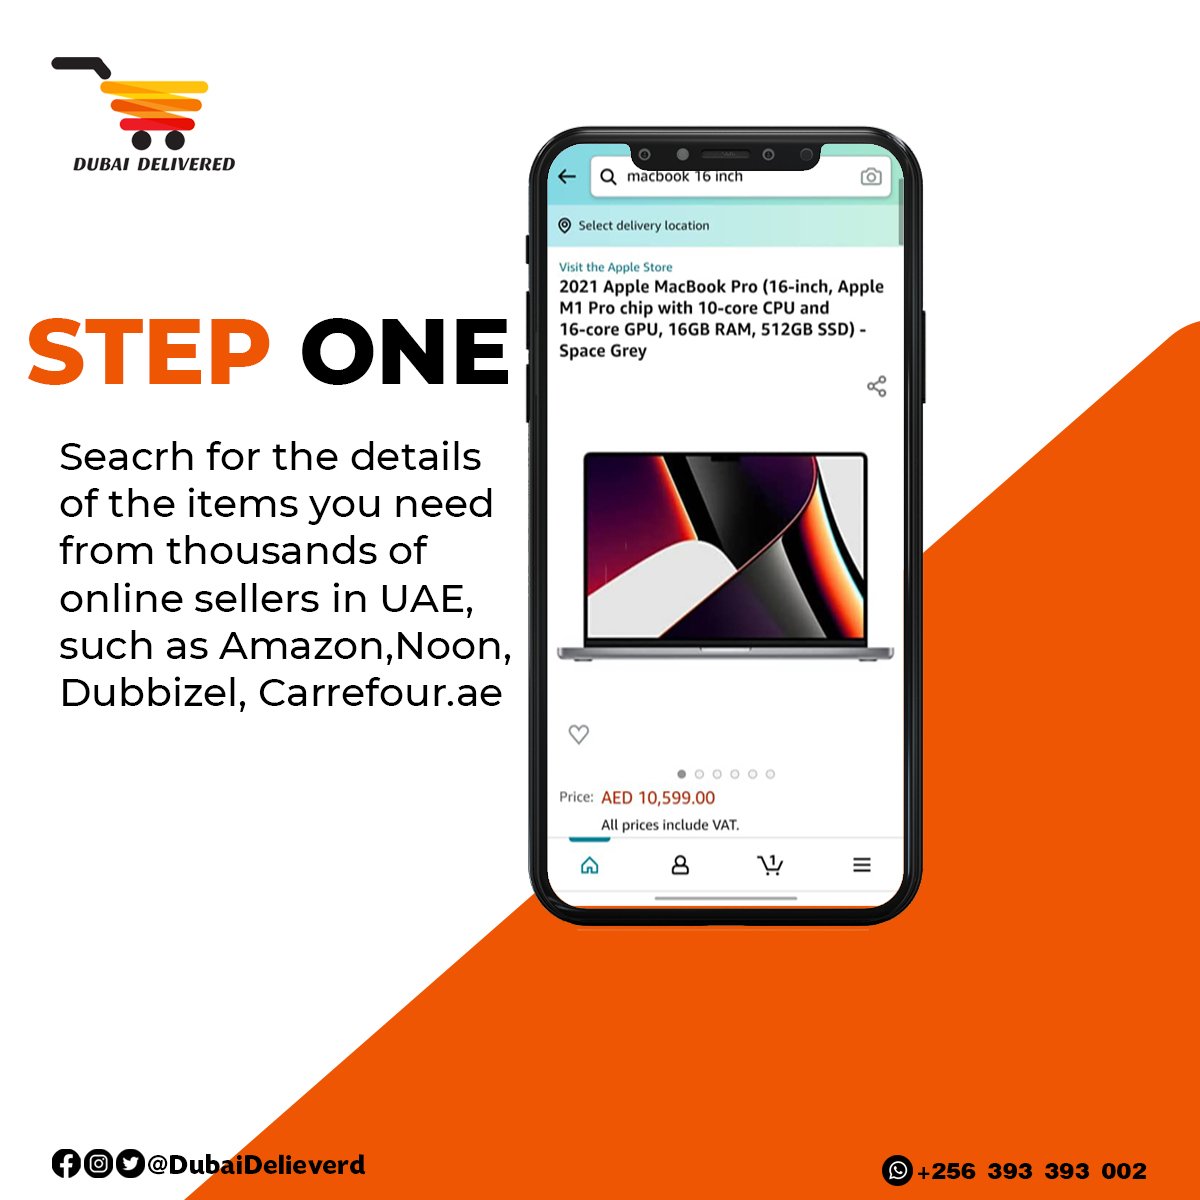 DUBAI DELIVERED
STEP ONE
Seacrh for the details
of the items you need
from thousands of
online sellers in UAE,
such as Amazon,Noon,
Dubbizel, Carrefour.ae
macbook 16 inch
Select delivery location
Visit the Apple Store
2021 Apple MacBook Pro (16-inch, Apple
M1 Pro chip with 10-core CPU and
16-core GPU, 16GB RAM, 512GB SSD) -
Space Grey
Price: AED 10,599.00
All prices include VAT.
1
@DubaiDelieverd
+256 393 393 002